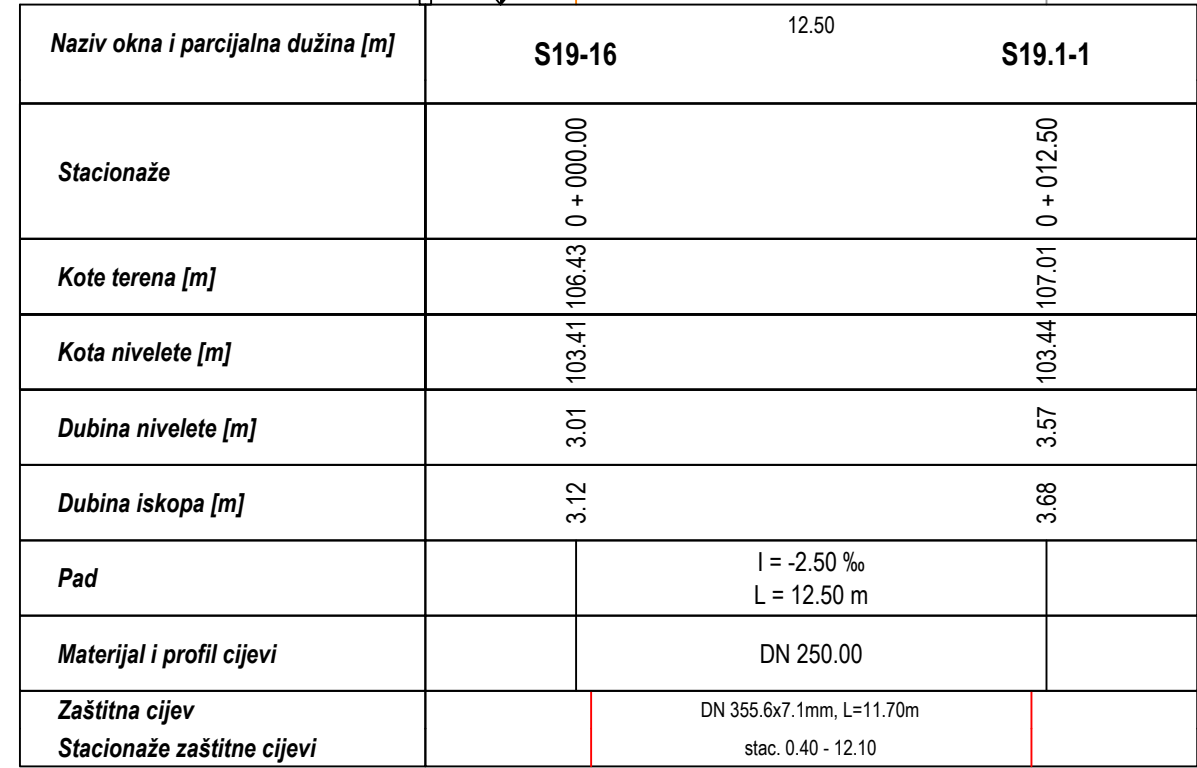 12.50
Naziv okna i parcijalna dužina [m] S19-16 S19.1-1
Stacionaže 0 + 000.00 0 + 012.50
Kote terena [m] 106.43 107.01
Kota nivelete [m] 103.41 103.44
Dubina nivelete [m] 3.01 3.57
Dubina iskopa [m] 3.12 3.68
Pad I = -2.50 ‰
L = 12.50 m
Materijal i profil cijevi DN 250.00
Zaštitna cijev DN 355.6x7.1mm, L=11.70m
Stacionaže zaštitne cijevi stac. 0.40 - 12.10